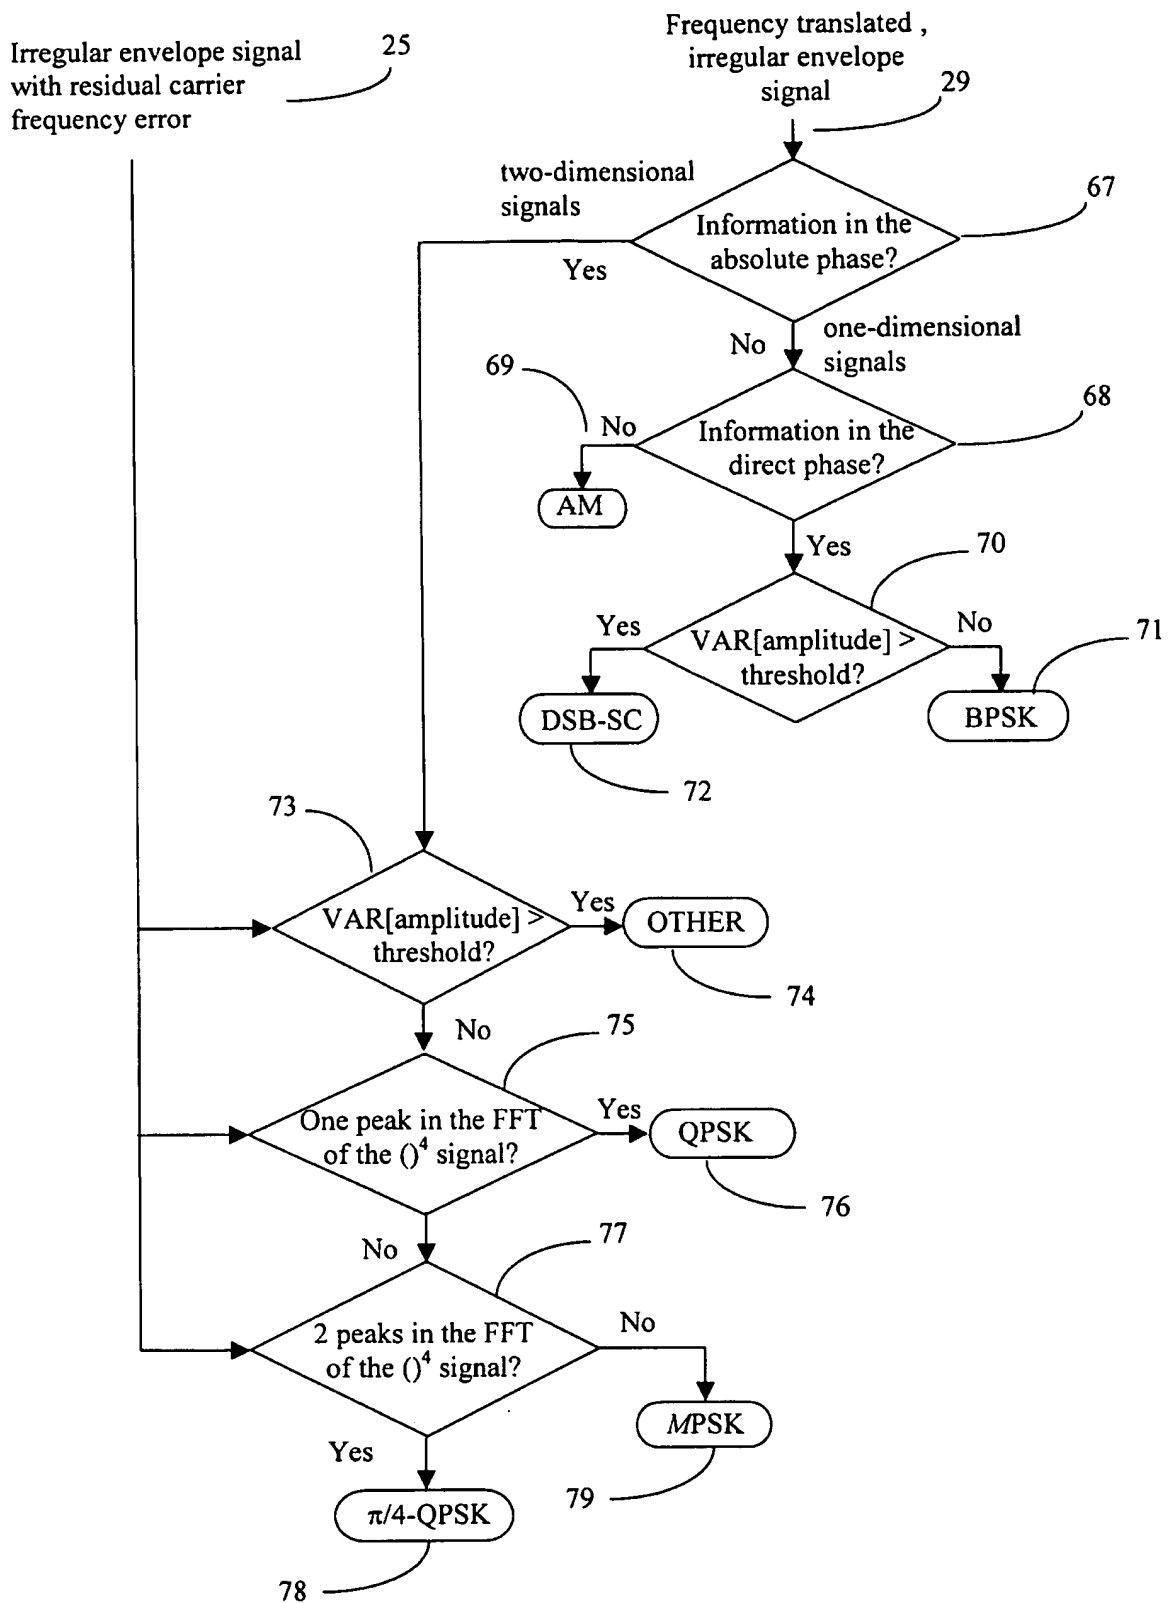 Irregular envelope signal
with residual carrier
frequency error
25
Frequency translated ,
irregular envelope
signal
29
two-dimensional
signals
67
Information in the
absolute phase?
Yes
No
one-dimensional
signals
69
68
No
Information in the
direct phase?
AM
Yes
70
Yes
VAR[amplitude] >
threshold?
No
71
DSB-SC
BPSK
72
73
VAR[amplitude] >
threshold?
Yes
OTHER
74
No
75
One peak in the FFT
of the ()⁴ signal?
Yes
QPSK
76
No
77
2 peaks in the FFT
of the ()⁴ signal?
No
MPSK
Yes
79
π/4-QPSK
78